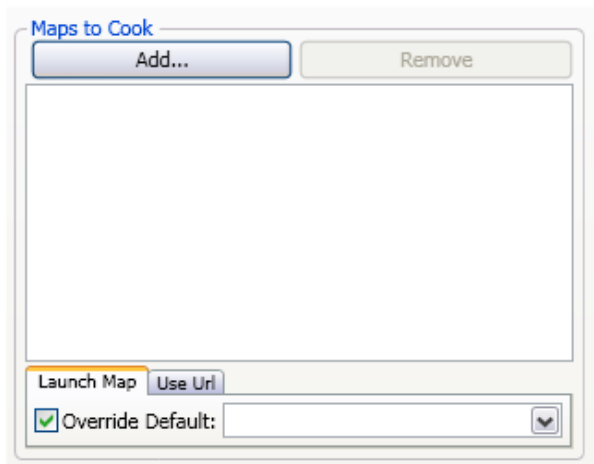 Maps to Cook
Add... Remove
Launch Map Use Url
Override Default: